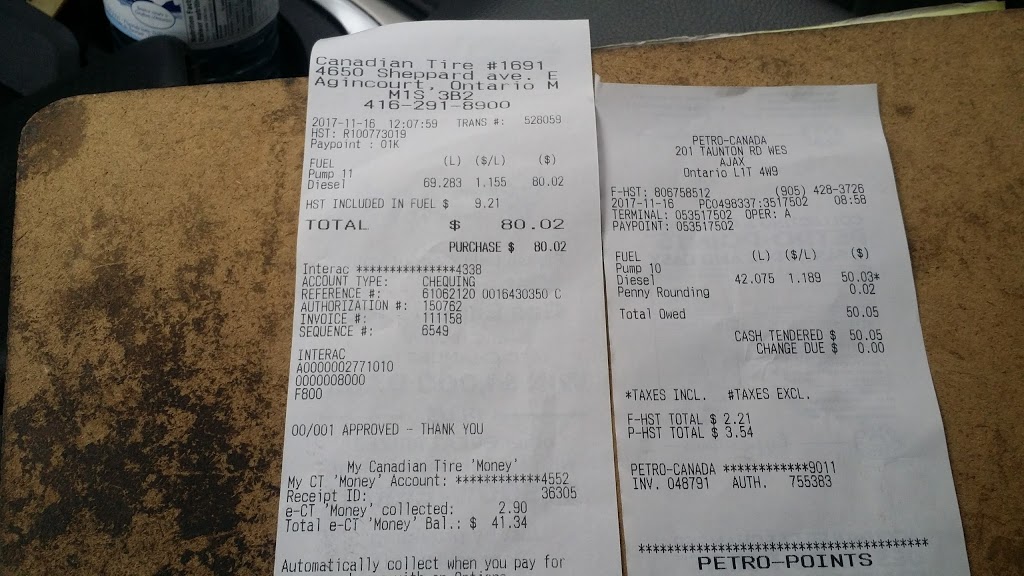 Canadian Tire #1691
4650 Sheppard ave. E
Agincourt, Ontario M
M1S 3B2
416-291-8900
2017-11-16 12:07:59 TRANS #: 528059
HST: R100773019
Paypoint : 01K
FUEL (L) ($/L) ($)
Pump 11
Diesel 69.283 1.155 80.02
HST INCLUDED IN FUEL $ 9.21
TOTAL $ 80.02
PURCHASE $ 80.02
Interac ***************4338
ACCOUNT TYPE: CHEQUING
REFERENCE #: 61062120 0016430350 C
AUTHORIZATION #: 150762
INVOICE #: 111158
SEQUENCE #: 6549
INTERAC
A0000002771010
0000008000
F800
00/001 APPROVED - THANK YOU
My Canadian Tire 'Money'
My CT 'Money' Account: ************4552
Receipt ID: 36305
e-CT 'Money' collected: 2.90
Total e-CT 'Money' Bal.: $ 41.34
Automatically collect when you pay for
PETRO-CANADA
201 TAUNTON RD WES
AJAX
Ontario L1T 4W9
F-HST: 806758512 (905) 428-3726
2017-11-16 PC0498337:3517502 08:58
TERMINAL: 053517502 OPER: A
PAYPOINT: 053517502
FUEL (L) ($/L) ($)
Pump 10
Diesel 42.075 1.189 50.03*
Penny Rounding 0.02
Total Owed 50.05
CASH TENDERED $ 50.05
CHANGE DUE $ 0.00
*TAXES INCL. #TAXES EXCL.
F-HST TOTAL $ 2.21
P-HST TOTAL $ 3.54
PETRO-CANADA ************9011
INV. 048791 AUTH. 755383
**************************************
PETRO-POINTS